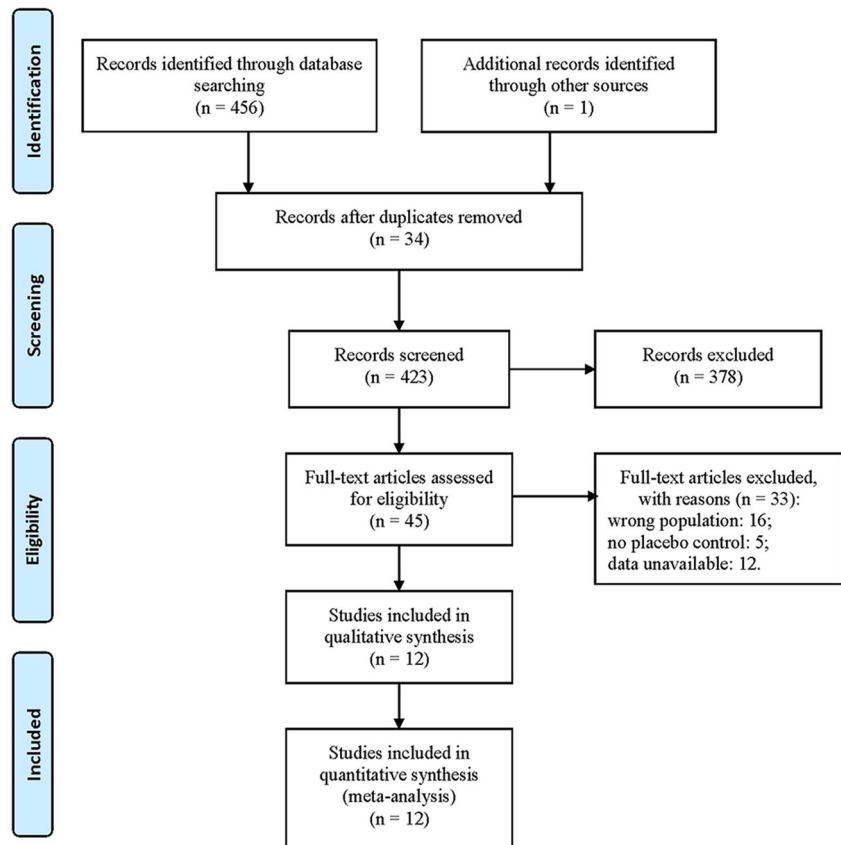 Identification
Records identified through database
searching
(n = 456)
Additional records identified
through other sources
(n = 1)
Records after duplicates removed
(n = 34)
Screening
Records screened
(n = 423)
Records excluded
(n = 378)
Eligibility
Full-text articles assessed
for eligibility
(n = 45)
Full-text articles excluded,
with reasons (n = 33):
wrong population: 16;
no placebo control: 5;
data unavailable: 12.
Studies included in
qualitative synthesis
(n = 12)
Included
Studies included in
quantitative synthesis
(meta-analysis)
(n = 12)